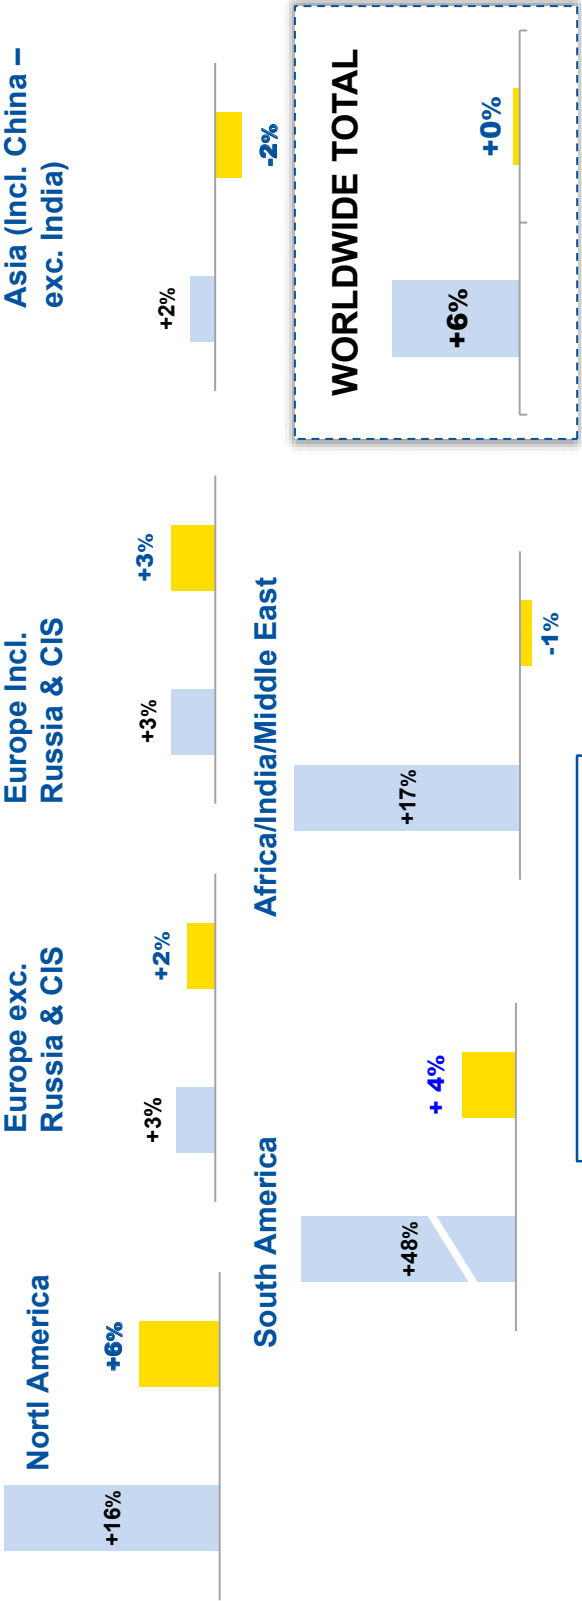 Nortl America
+16%
+6%
Europe exc.
Russia & CIS
+3%
+2%
Europe Incl.
Russia & CIS
+3%
+3%
Asia (Incl. China –
exc. India)
+2%
-2%
South America
+48%
+ 4%
Africa/India/Middle East
+17%
-1%
WORLDWIDE TOTAL
+6%
+0%